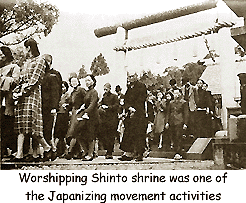 Worshipping Shinto shrine was one of
the Japanizing movement activities